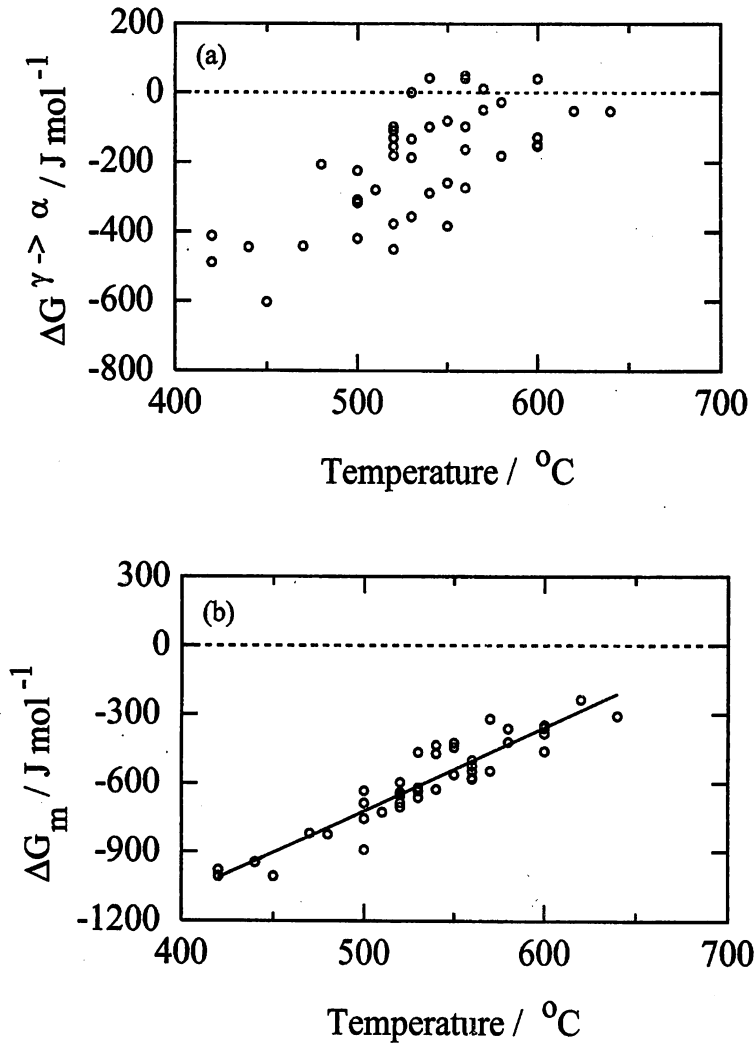 200
(a)
0
-200
-400
-600
-800
400 500 600 700
ΔG γ -> α / J mol-1
Temperature / oC
300
(b)
0
-300
-600
-900
-1200
400 500 600 700
ΔGm / J mol-1
Temperature / oC